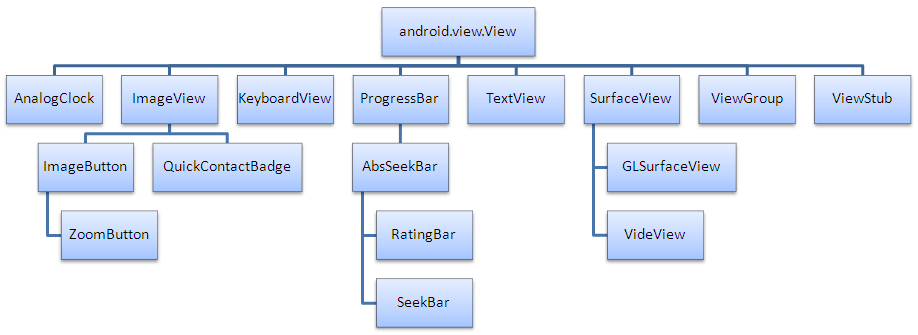 android.view.View
AnalogClock
ImageView
KeyboardView
ProgressBar
TextView
SurfaceView
ViewGroup
ViewStub
ImageButton
QuickContactBadge
AbsSeekBar
GLSurfaceView
ZoomButton
RatingBar
VideView
SeekBar